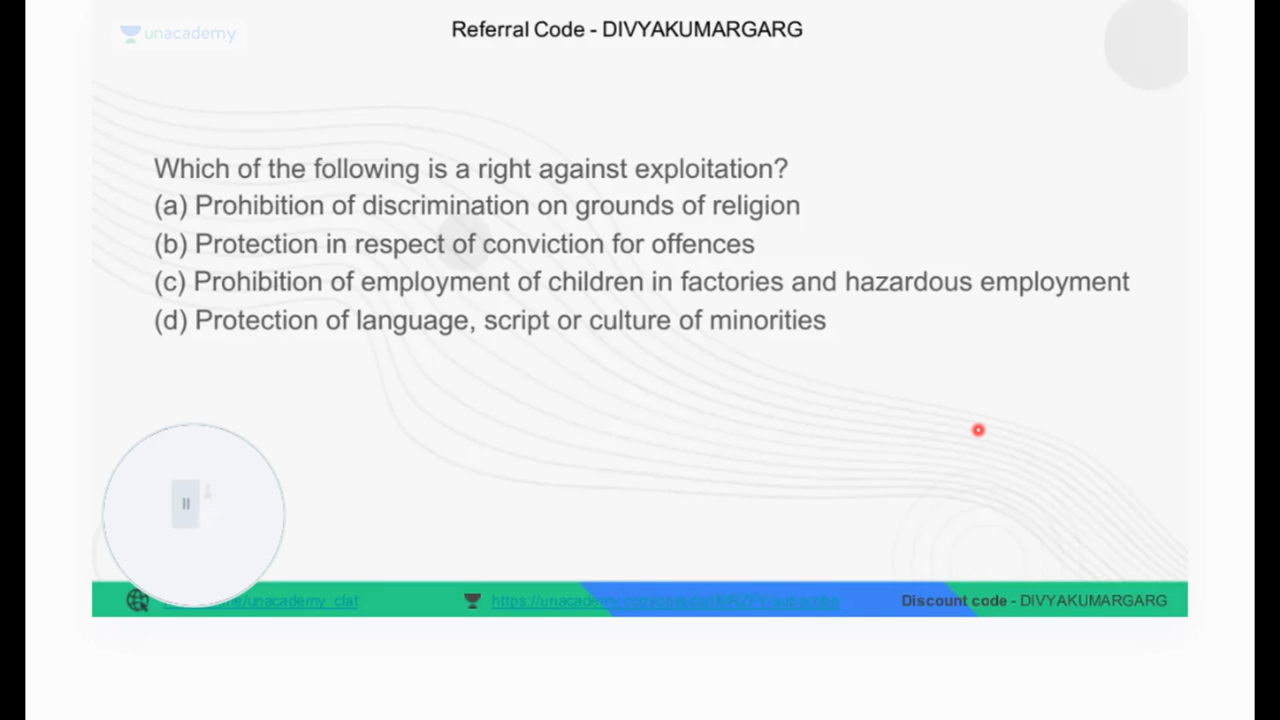 unacademy
Referral Code - DIVYAKUMARGARG
Which of the following is a right against exploitation?
(a) Prohibition of discrimination on grounds of religion
(b) Protection in respect of conviction for offences
(c) Prohibition of employment of children in factories and hazardous employment
(d) Protection of language, script or culture of minorities
/unacademy_clat
Discount code - DIVYAKUMARGARG